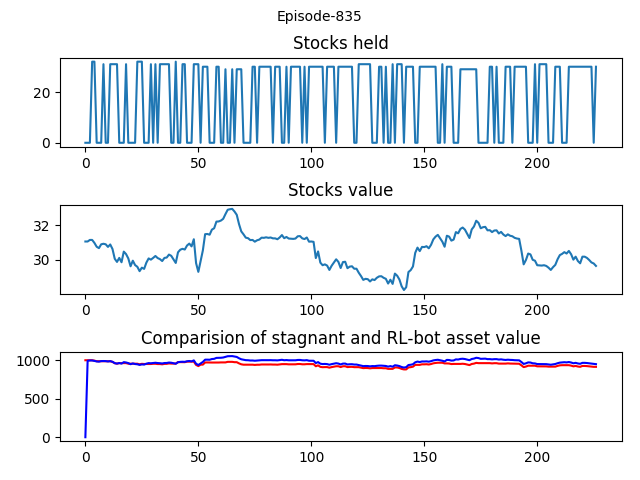 Episode-835
Stocks held
20
0
0 50 100 150 200
Stocks value
32
30
0 50 100 150 200
Comparision of stagnant and RL-bot asset value
1000
500
0
0 50 100 150 200